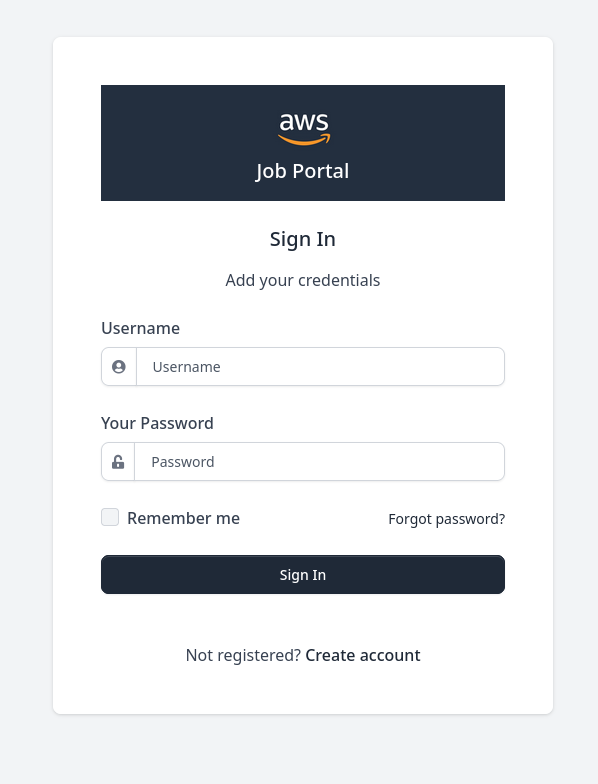 aws
Job Portal
Sign In
Add your credentials
Username
Username
Your Password
Password
Remember me
Forgot password?
Sign In
Not registered? Create account